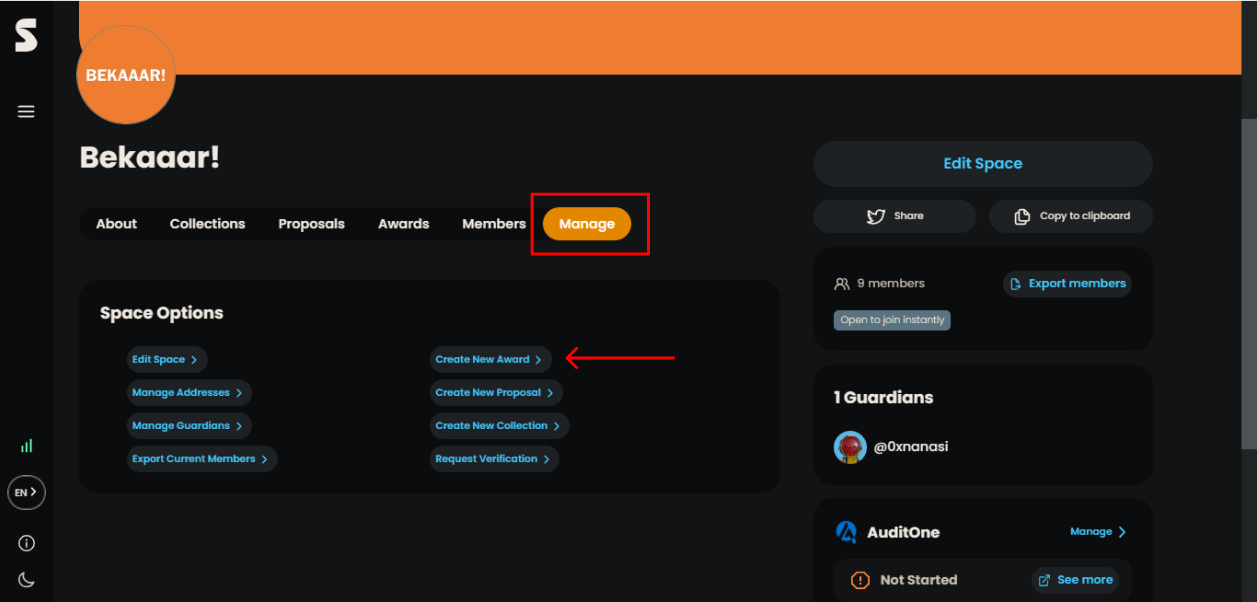 BEKAAAR!
Bekaaar!
About Collections Proposals Awards Members Manage
Space Options
Edit Space
Manage Addresses
Manage Guardians
Export Current Members
Create New Award
Create New Proposal
Create New Collection
Request Verification
Edit Space
Share Copy to clipboard
9 members Export members
Open to join instantly
1 Guardians
@0xnanasi
AuditOne Manage
Not Started See more
EN